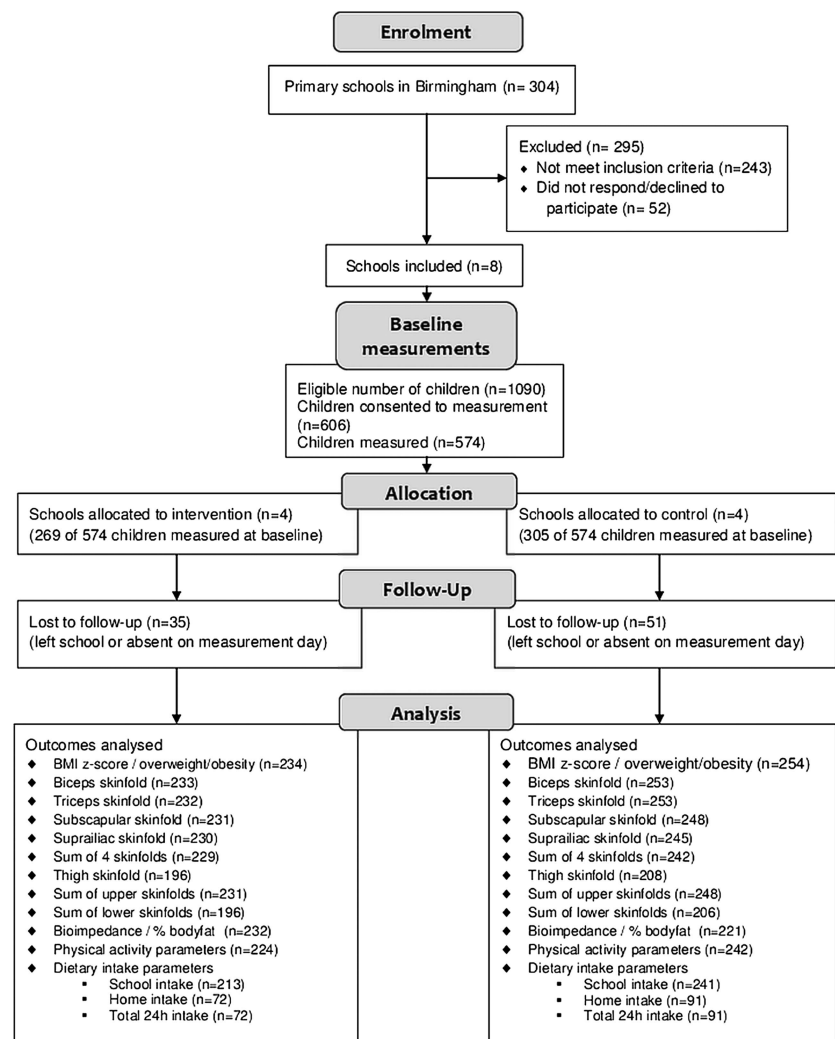 Enrolment
Primary schools in Birmingham (n= 304)
Excluded (n= 295)
♦ Not meet inclusion criteria (n=243)
♦ Did not respond/declined to
participate (n= 52)
Schools included (n=8)
Baseline
measurements
Eligible number of children (n=1090)
Children consented to measurement
(n=606)
Children measured (n=574)
Allocation
Schools allocated to intervention (n=4)
(269 of 574 children measured at baseline)
Schools allocated to control (n=4)
(305 of 574 children measured at baseline)
Follow-Up
Lost to follow-up (n=35)
(left school or absent on measurement day)
Lost to follow-up (n=51)
(left school or absent on measurement day)
Analysis
Outcomes analysed
♦ BMI z-score / overweight/obesity (n=234)
♦ Biceps skinfold (n=233)
♦ Triceps skinfold (n=232)
♦ Subscapular skinfold (n=231)
♦ Suprailiac skinfold (n=230)
♦ Sum of 4 skinfolds (n=229)
♦ Thigh skinfold (n=196)
♦ Sum of upper skinfolds (n=231)
♦ Sum of lower skinfolds (n=196)
♦ Bioimpedance / % bodyfat (n=232)
♦ Physical activity parameters (n=224)
♦ Dietary intake parameters
▪ School intake (n=213)
▪ Home intake (n=72)
▪ Total 24h intake (n=72)
Outcomes analysed
♦ BMI z-score / overweight/obesity (n=254)
♦ Biceps skinfold (n=253)
♦ Triceps skinfold (n=253)
♦ Subscapular skinfold (n=248)
♦ Suprailiac skinfold (n=245)
♦ Sum of 4 skinfolds (n=242)
♦ Thigh skinfold (n=208)
♦ Sum of upper skinfolds (n=248)
♦ Sum of lower skinfolds (n=206)
♦ Bioimpedance / % bodyfat (n=221)
♦ Physical activity parameters (n=242)
♦ Dietary intake parameters
▪ School intake (n=241)
▪ Home intake (n=91)
▪ Total 24h intake (n=91)